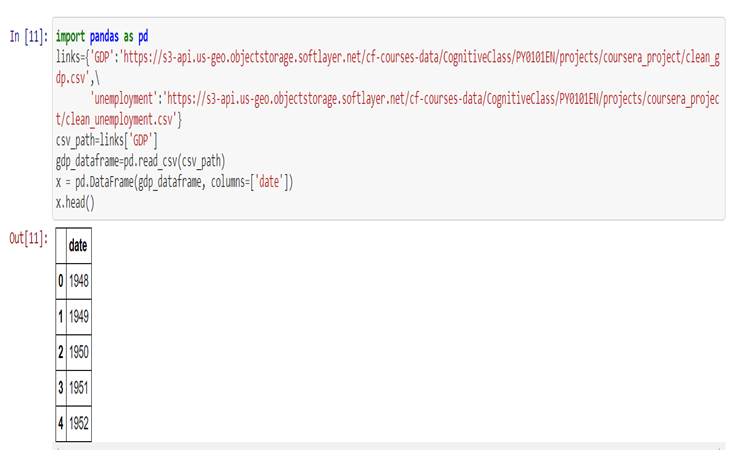 In [11]: import pandas as pd
links={'GDP':'https://s3-api.us-geo.objectstorage.softlayer.net/cf-courses-data/CognitiveClass/PY0101EN/projects/coursera_project/clean_g
dp.csv',\
'unemployment':'https://s3-api.us-geo.objectstorage.softlayer.net/cf-courses-data/CognitiveClass/PY0101EN/projects/coursera_projec
t/clean_unemployment.csv'}
csv_path=links['GDP']
gdp_dataframe=pd.read_csv(csv_path)
x = pd.DataFrame(gdp_dataframe, columns=['date'])
x.head()
Out[11]:
date
0 1948
1 1949
2 1950
3 1951
4 1952